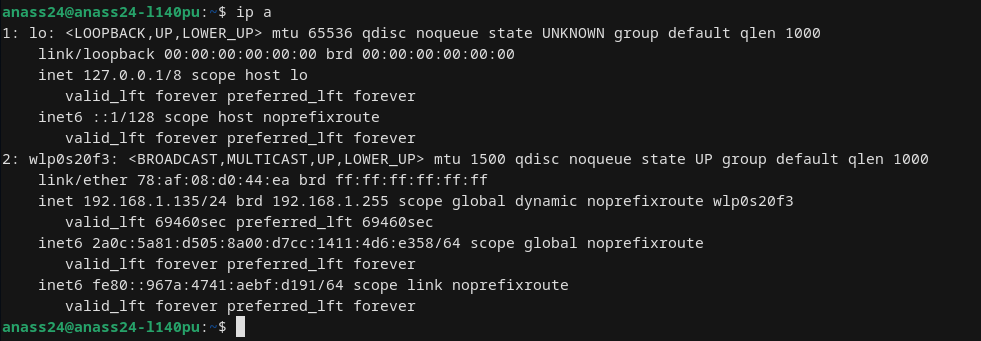 anass24@anass24-l140pu:~$ ip a
1: lo: <LOOPBACK,UP,LOWER_UP> mtu 65536 qdisc noqueue state UNKNOWN group default qlen 1000
    link/loopback 00:00:00:00:00:00 brd 00:00:00:00:00:00
    inet 127.0.0.1/8 scope host lo
       valid_lft forever preferred_lft forever
    inet6 ::1/128 scope host noprefixroute
       valid_lft forever preferred_lft forever
2: wlp0s20f3: <BROADCAST,MULTICAST,UP,LOWER_UP> mtu 1500 qdisc noqueue state UP group default qlen 1000
    link/ether 78:af:08:d0:44:ea brd ff:ff:ff:ff:ff:ff
    inet 192.168.1.135/24 brd 192.168.1.255 scope global dynamic noprefixroute wlp0s20f3
       valid_lft 69460sec preferred_lft 69460sec
    inet6 2a0c:5a81:d505:8a00:d7cc:1411:4d6:e358/64 scope global noprefixroute
       valid_lft forever preferred_lft forever
    inet6 fe80::967a:4741:aebf:d191/64 scope link noprefixroute
       valid_lft forever preferred_lft forever
anass24@anass24-l140pu:~$